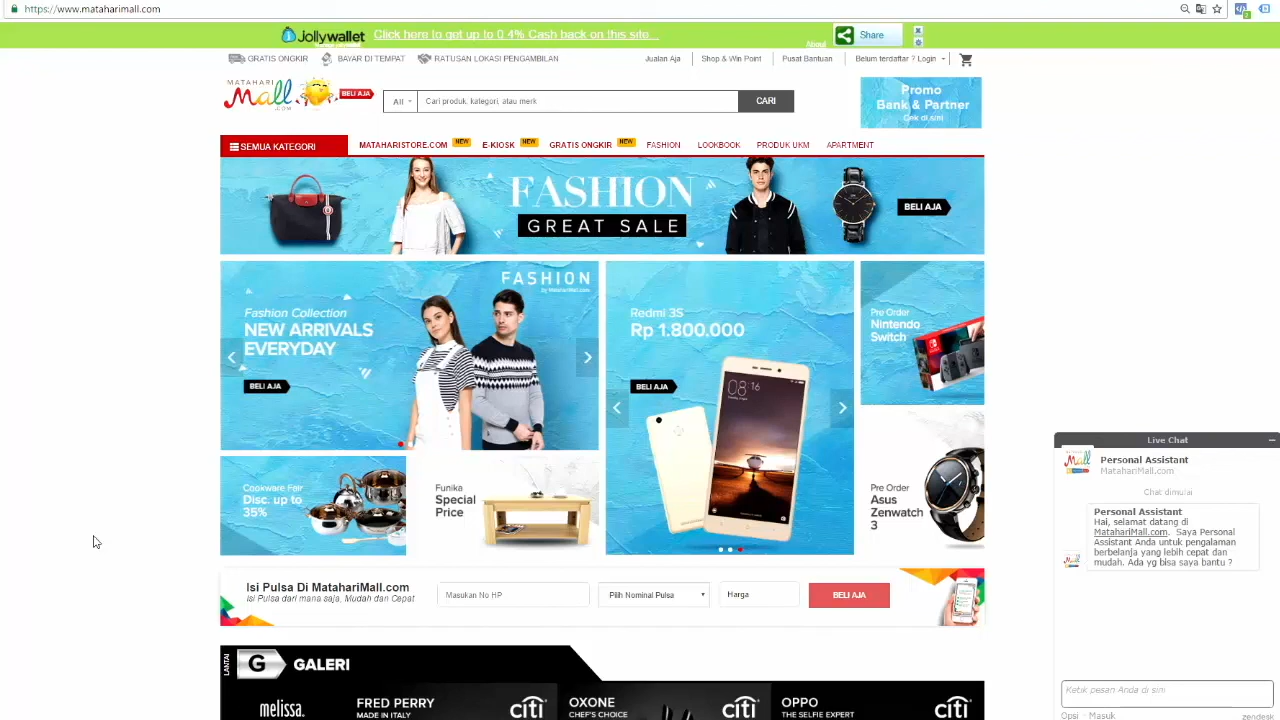 https://www.mataharimall.com
Jollywallet
Click here to get up to 0.4% Cash back on this site...
About
Share
GRATIS ONGKIR
BAYAR DI TEMPAT
RATUSAN LOKASI PENGAMBILAN
Jualan Aja
Shop & Win Point
Pusat Bantuan
Belum terdaftar ? Login
MATAHARI
Mall
.COM
BELI AJA
All
Cari produk, kategori, atau merk
CARI
Promo
Bank & Partner
Cek di sini
SEMUA KATEGORI
MATAHARISTORE.COM NEW
E-KIOSK NEW
GRATIS ONGKIR NEW
FASHION
LOOKBOOK
PRODUK UKM
APARTMENT
FASHION
GREAT SALE
BELI AJA
FASHION
by MatahariMall.com
Fashion Collection
NEW ARRIVALS
EVERYDAY
BELI AJA
Redmi 3S
Rp 1.800.000
BELI AJA
08:16
Pre Order
Nintendo
Switch
Cookware Fair
Disc. up to
35%
Funika
Special
Price
Pre Order
Asus
Zenwatch
3
Isi Pulsa Di MatahariMall.com
Isi Pulsa dari mana saja, Mudah dan Cepat
Masukan No HP
Pilih Nominal Pulsa
Harga
BELI AJA
LANTAI
G
GALERI
melissa
FRED PERRY
MADE IN ITALY
citi
OXONE
CHEF'S CHOICE
citi
OPPO
THE SELFIE EXPERT
citi
Live Chat
Personal Assistant
MatahariMall.com
Chat dimulai
Personal Assistant
Hai, selamat datang di
MatahariMall.com. Saya Personal
Assistant Anda untuk pengalaman
berbelanja yang lebih cepat dan
mudah. Ada yg bisa saya bantu ?
Ketik pesan Anda di sini
Opsi - Masuk
zendesk